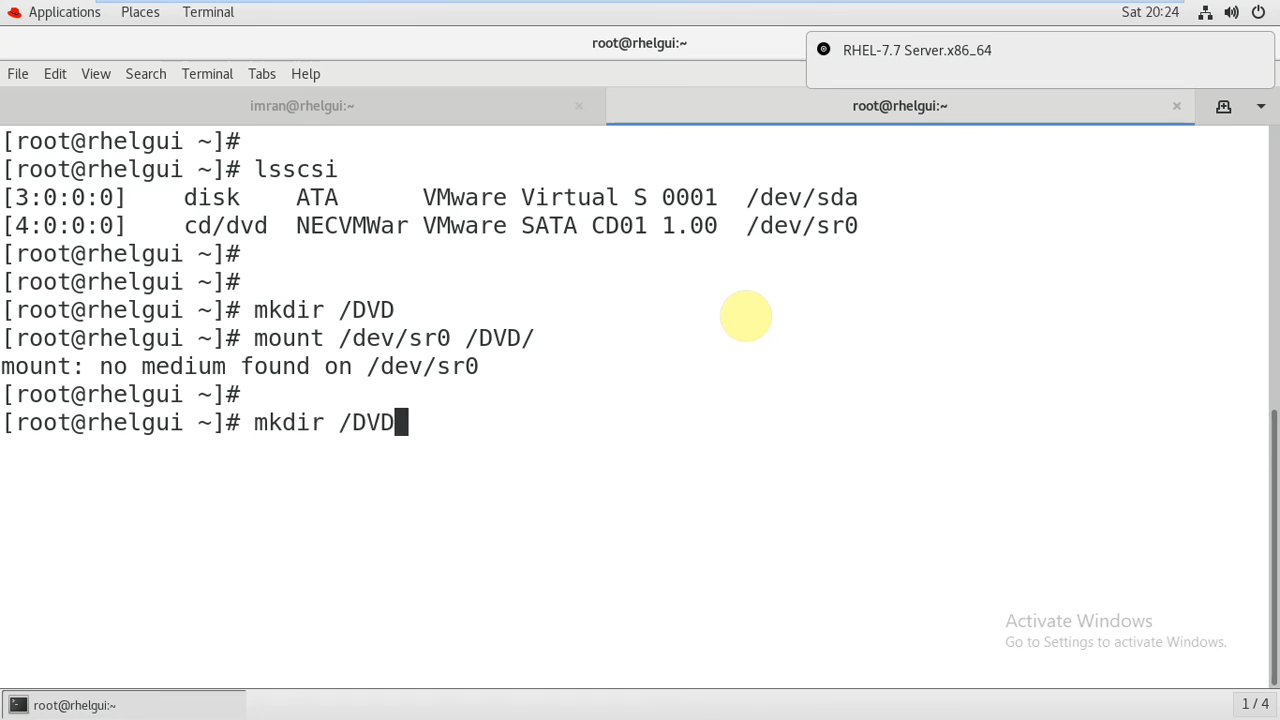 Applications Places Terminal Sat 20:24
root@rhelgui:~
RHEL-7.7 Server.x86_64
File Edit View Search Terminal Tabs Help
imran@rhelgui:~ × root@rhelgui:~ ×
[root@rhelgui ~]#
[root@rhelgui ~]# lsscsi
[3:0:0:0]    disk    ATA      VMware Virtual S 0001  /dev/sda
[4:0:0:0]    cd/dvd  NECVMWar VMware SATA CD01 1.00  /dev/sr0
[root@rhelgui ~]#
[root@rhelgui ~]#
[root@rhelgui ~]# mkdir /DVD
[root@rhelgui ~]# mount /dev/sr0 /DVD/
mount: no medium found on /dev/sr0
[root@rhelgui ~]#
[root@rhelgui ~]# mkdir /DVD
Activate Windows
Go to Settings to activate Windows.
root@rhelgui:~ 1 / 4